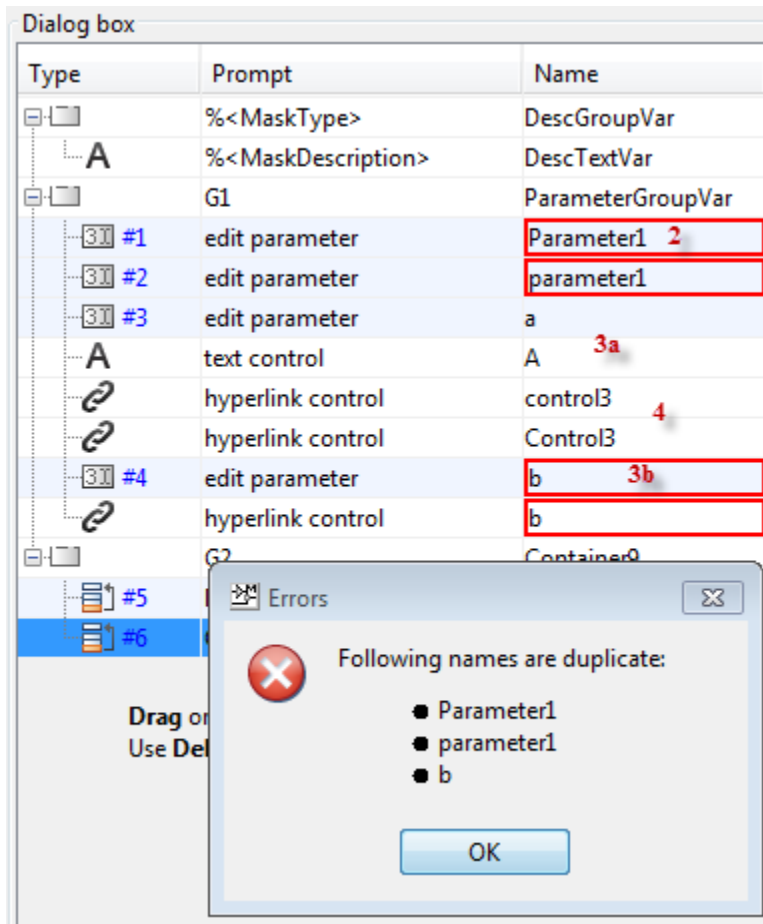 Dialog box
Type Prompt Name
%<MaskType> DescGroupVar
A %<MaskDescription> DescTextVar
G1 ParameterGroupVar
#1 edit parameter Parameter1 2
#2 edit parameter parameter1
#3 edit parameter a
3a
A text control A
hyperlink control control3
4
hyperlink control Control3
#4 edit parameter b 3b
hyperlink control b
G2 Container9
#5
#6
Errors
Following names are duplicate:
Drag
• Parameter1
Use
• parameter1
• b
OK